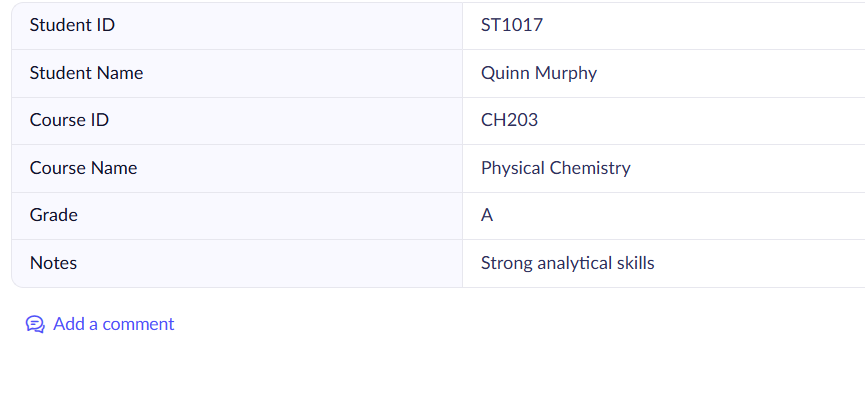 Student ID ST1017
Student Name Quinn Murphy
Course ID CH203
Course Name Physical Chemistry
Grade A
Notes Strong analytical skills
Add a comment